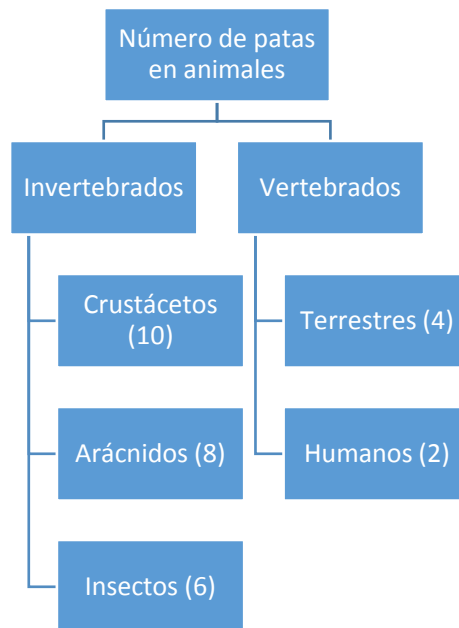 Número de patas
en animales
Invertebrados
Vertebrados
Crustácetos
(10)
Terrestres (4)
Arácnidos (8)
Humanos (2)
Insectos (6)